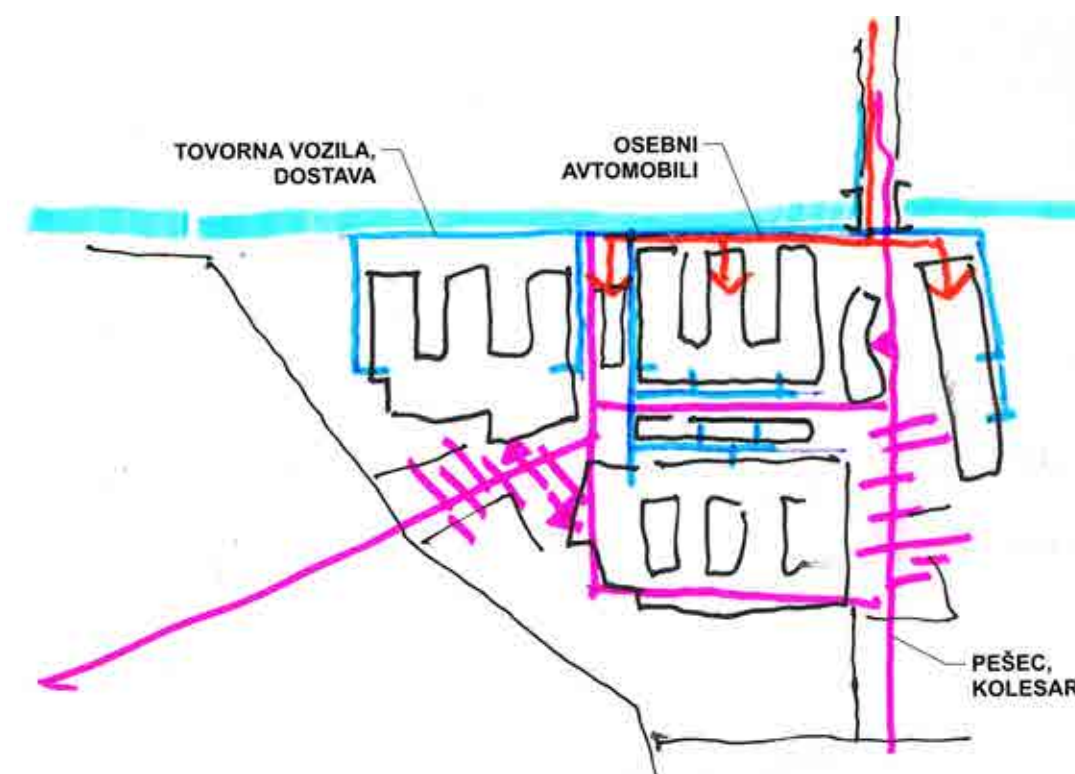 TOVORNA VOZILA,
DOSTAVA
OSEBNI
AVTOMOBILI
PEŠEC,
KOLESAR